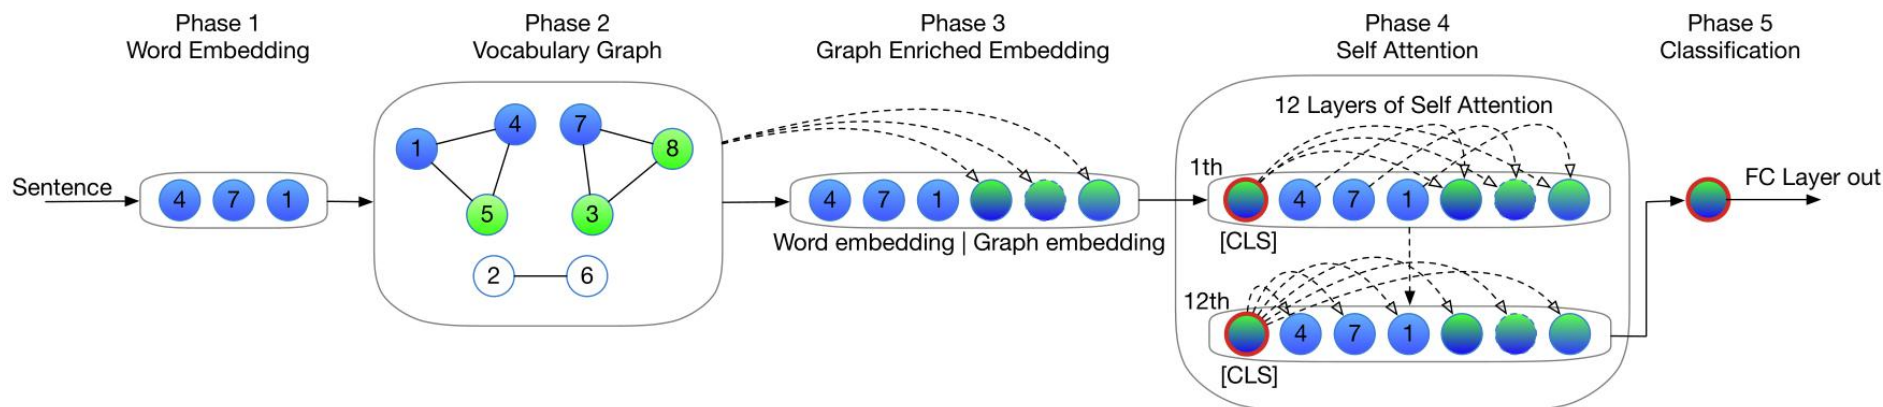 Phase 1
Word Embedding
Phase 2
Vocabulary Graph
Phase 3
Graph Enriched Embedding
Phase 4
Self Attention
Phase 5
Classification
Sentence
4 7 1
1 4 5
7 8 3
2 6
4 7 1
Word embedding | Graph embedding
12 Layers of Self Attention
1th
4 7 1
[CLS]
12th
4 7 1
[CLS]
FC Layer out